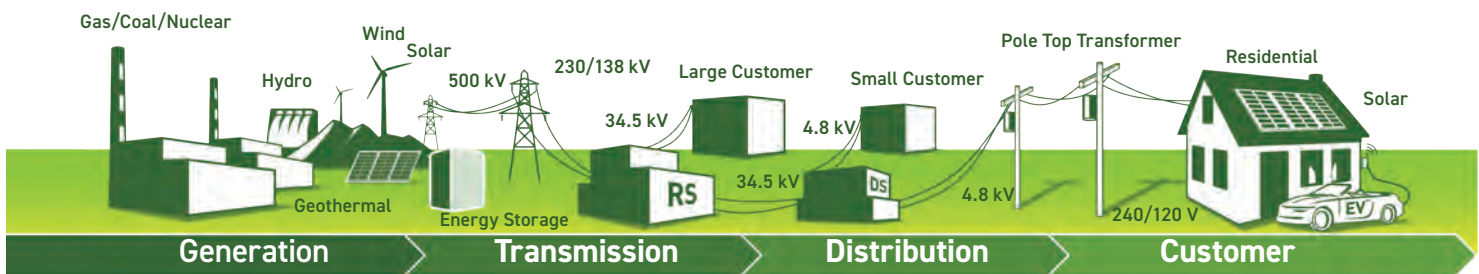 Gas/Coal/Nuclear
Wind
Solar
Hydro
500 kV
230/138 kV
Large Customer
34.5 kV
Small Customer
4.8 kV
Pole Top Transformer
Residential
Solar
Geothermal
Energy Storage
RS
34.5 kV
DS
4.8 kV
240/120 V
EV
Generation
Transmission
Distribution
Customer